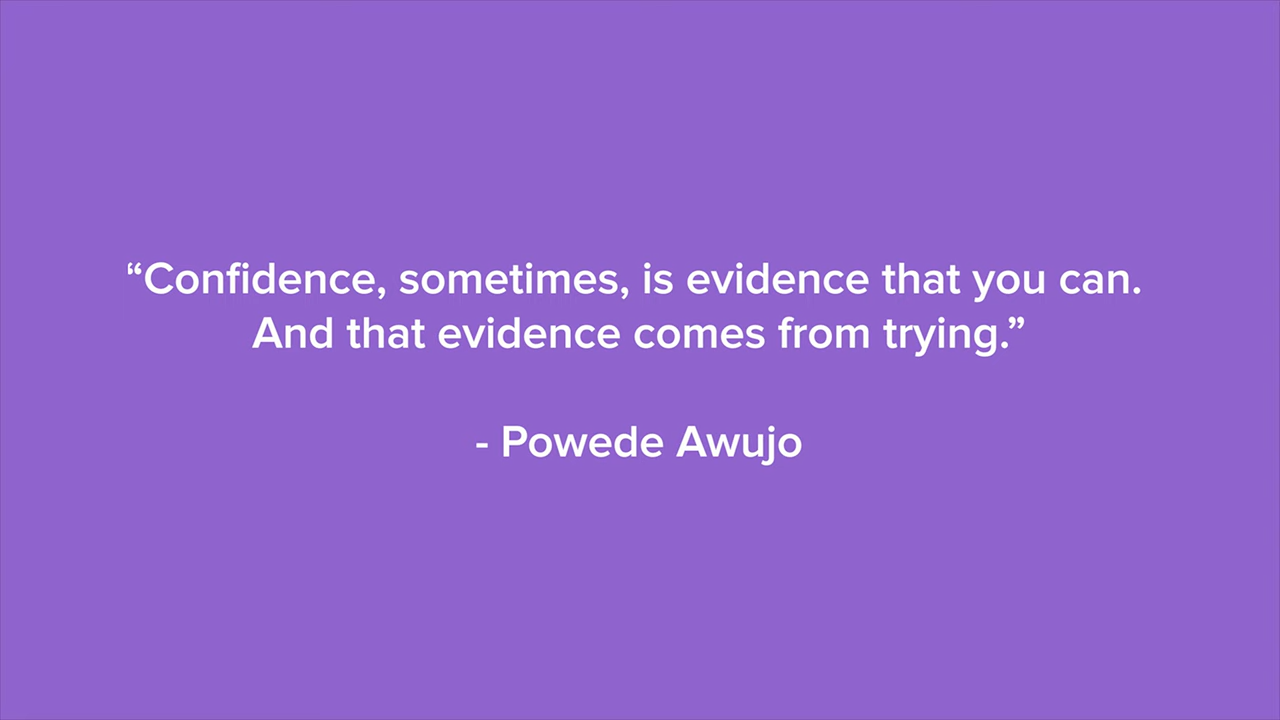 “Confidence, sometimes, is evidence that you can.
And that evidence comes from trying.”
- Powede Awujo